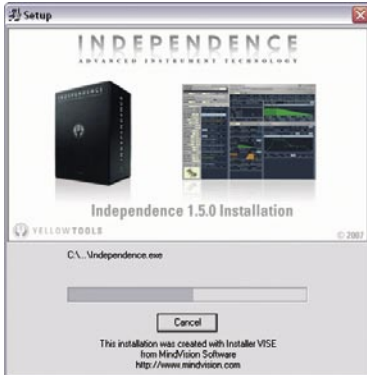 Setup
INDEPENDENCE
ADVANCED INSTRUMENT TECHNOLOGY
INDEPENDENCE
Independence 1.5.0 Installation
YELLOWTOOLS
© 2007
C:\...\Independence.exe
Cancel
This installation was created with Installer VISE
from MindVision Software
http://www.mindvision.com